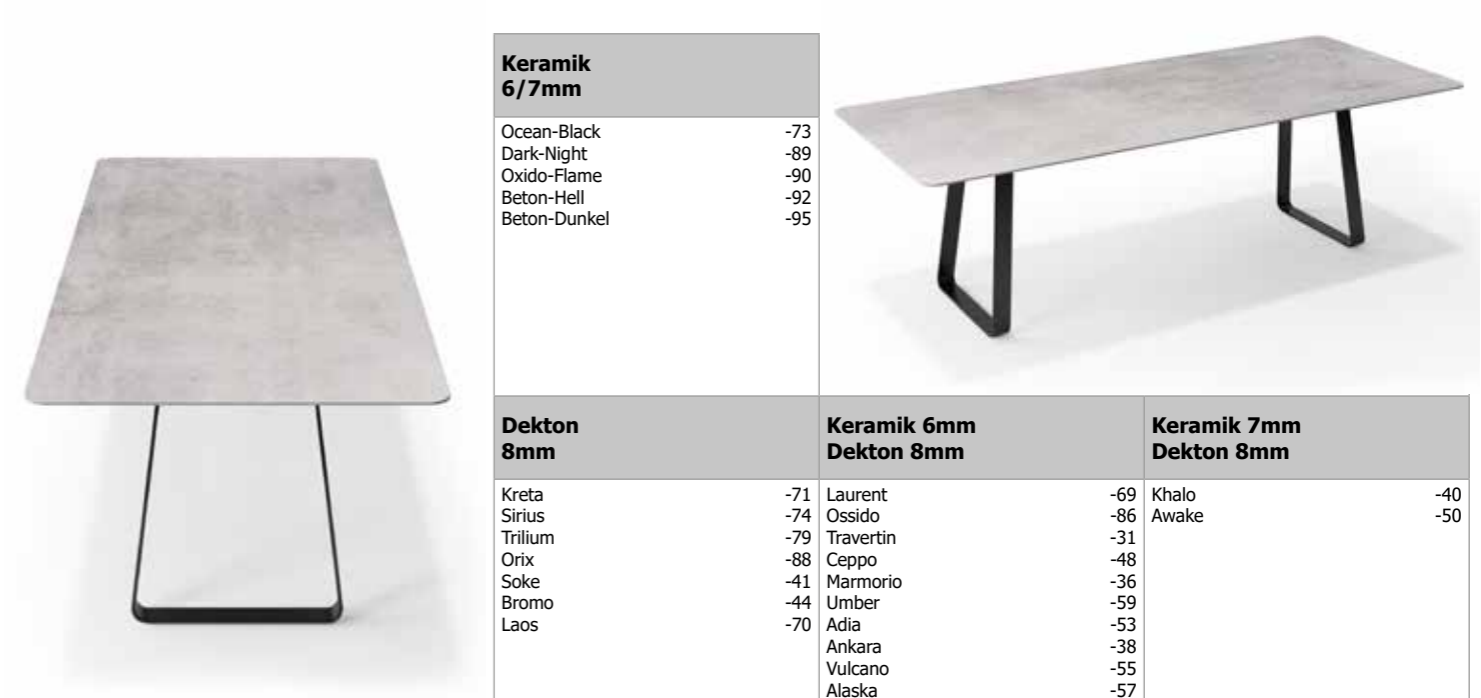 Keramik
6/7mm
Ocean-Black -73
Dark-Night -89
Oxido-Flame -90
Beton-Hell -92
Beton-Dunkel -95
Dekton
8mm
Kreta -71
Sirius -74
Trilium -79
Orix -88
Soke -41
Bromo -44
Laos -70
Keramik 6mm
Dekton 8mm
Laurent -69
Ossido -86
Travertin -31
Ceppo -48
Marmorio -36
Umber -59
Adia -53
Ankara -38
Vulcano -55
Alaska -57
Keramik 7mm
Dekton 8mm
Khalo -40
Awake -50